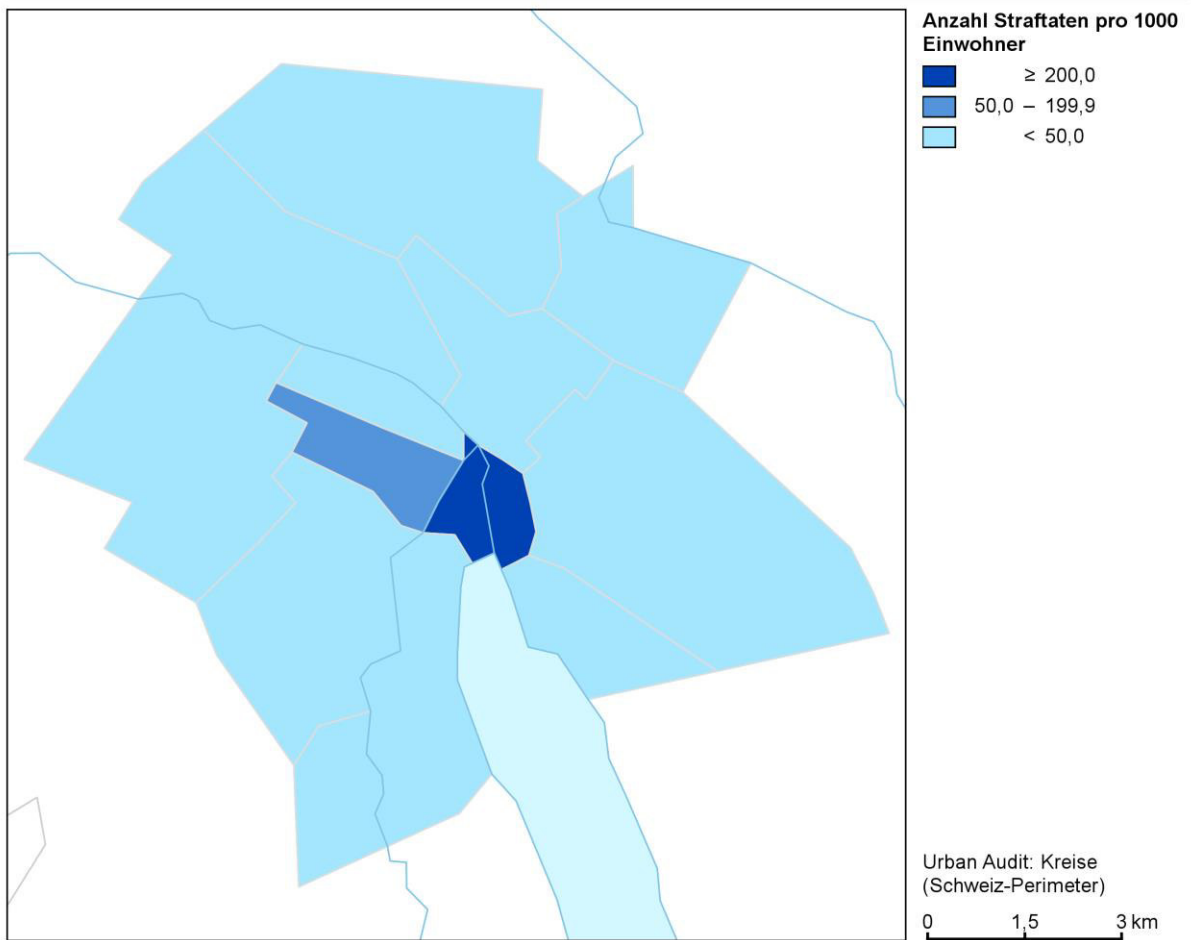 Anzahl Straftaten pro 1000
Einwohner
≥ 200,0
50,0 – 199,9
< 50,0
Urban Audit: Kreise
(Schweiz-Perimeter)
0 1,5 3 km